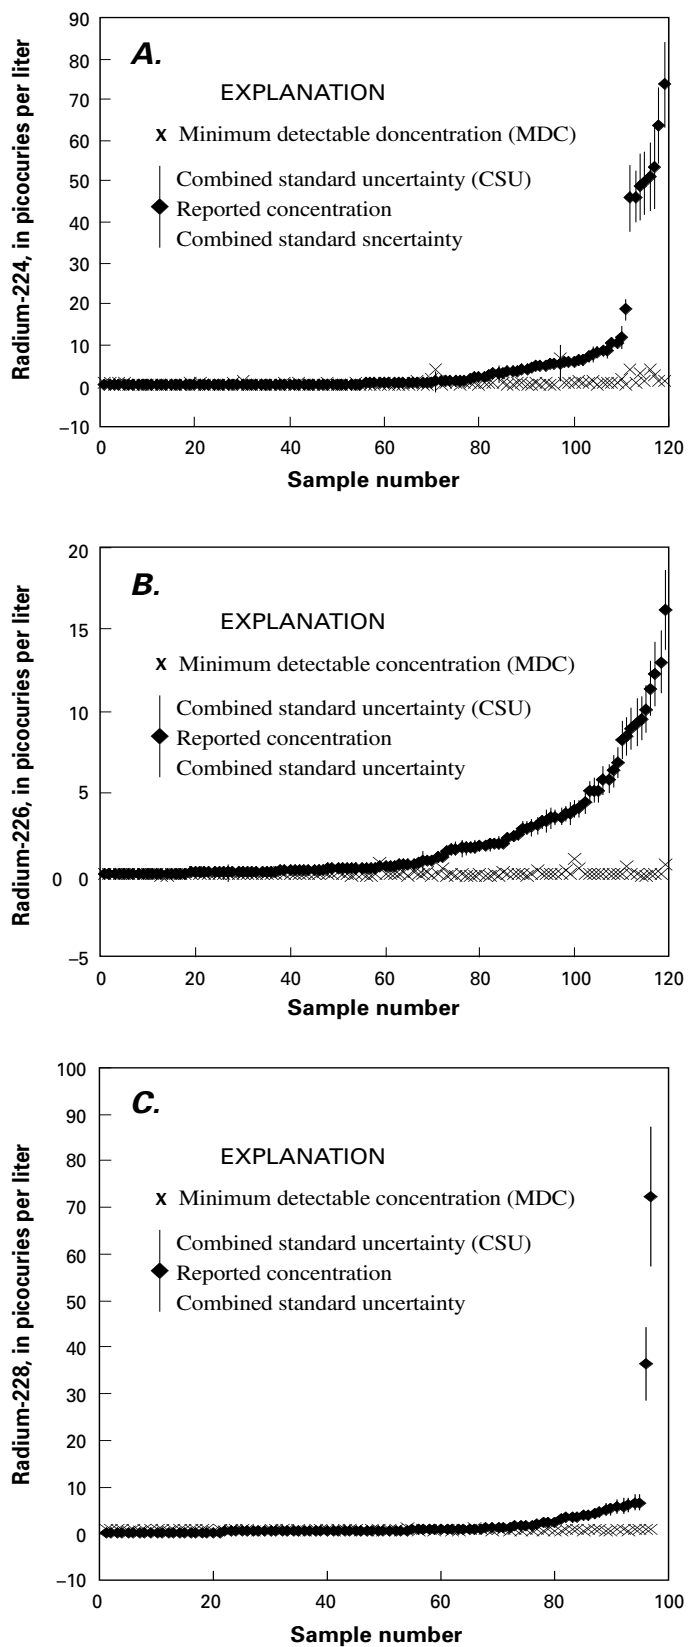 90
80
70
60
50
40
30
20
10
0
–10
Radium-224, in picocuries per liter
A.
EXPLANATION
x Minimum detectable doncentration (MDC)
Combined standard uncertainty (CSU)
Reported concentration
Combined standard sncertainty
0 20 40 60 80 100 120
Sample number
20
15
10
5
0 0
–5
Radium-226, in picocuries per liter
B.
EXPLANATION
x Minimum detectable concentration (MDC)
Combined standard uncertainty (CSU)
Reported concentration
Combined standard uncertainty
0 20 40 60 80 100 120
Sample number
100
90
80
70
60
50
40
30
20
10
0
–10
Radium-228, in picocuries per liter
C.
EXPLANATION
x Minimum detectable concentration (MDC)
Combined standard uncertainty (CSU)
Reported concentration
Combined standard uncertainty
0 20 40 60 80 100
Sample number